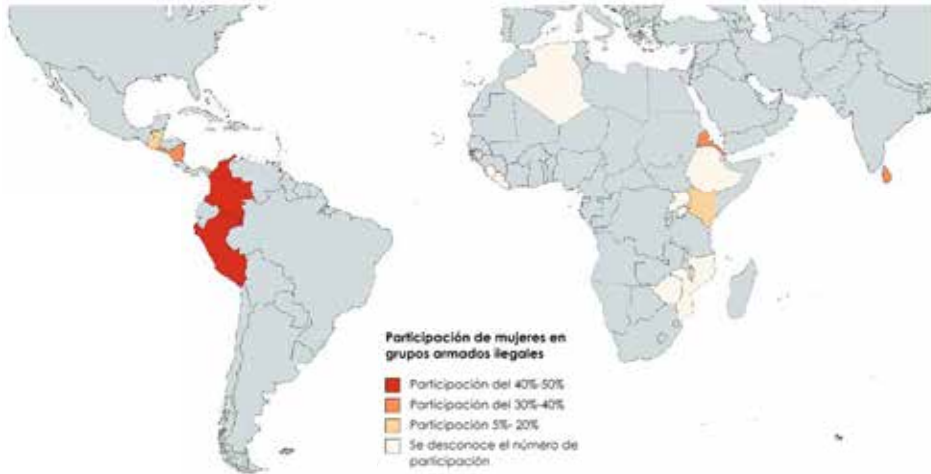 Participación de mujeres en
grupos armados ilegales
Participación del 40%-50%
Participación del 30%-40%
Participación 5%- 20%
Se desconoce el número de
participación